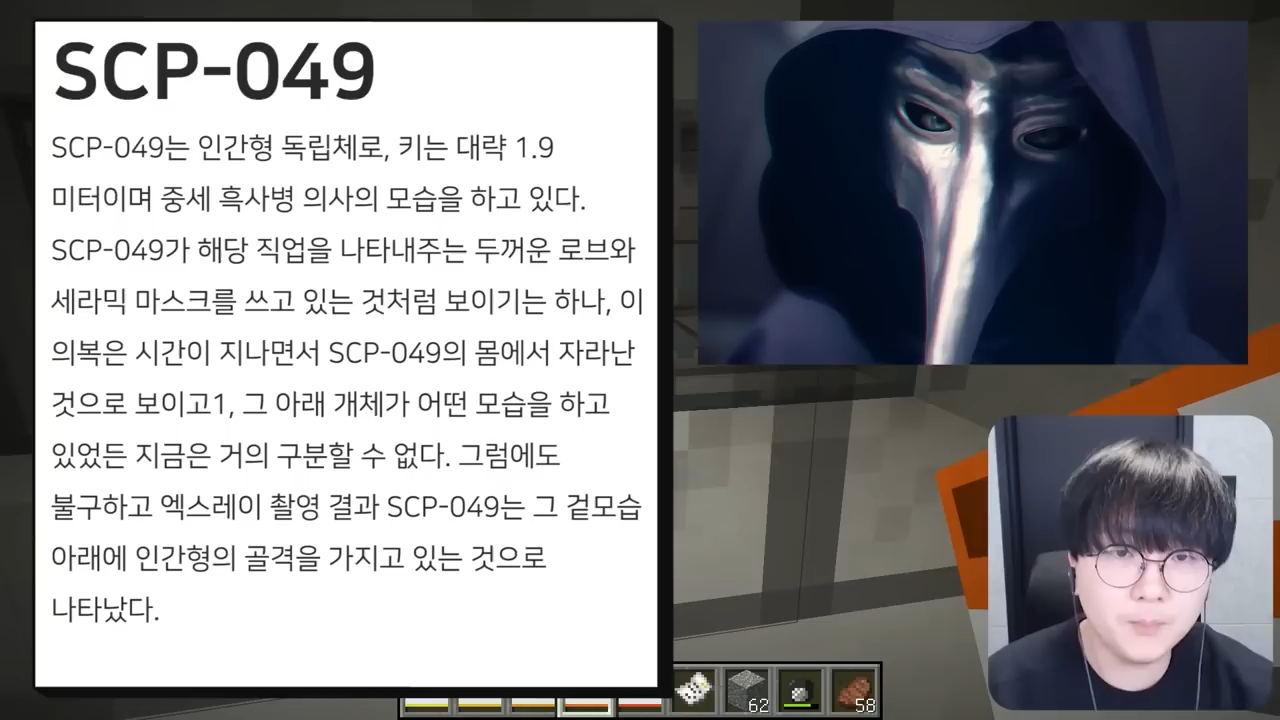 SCP-049
SCP-049는 인간형 독립체로, 키는 대략 1.9
미터이며 중세 흑사병 의사의 모습을 하고 있다.
SCP-049가 해당 직업을 나타내주는 두꺼운 로브와
세라믹 마스크를 쓰고 있는 것처럼 보이기는 하나, 이
의복은 시간이 지나면서 SCP-049의 몸에서 자라난
것으로 보이고1, 그 아래 개체가 어떤 모습을 하고
있었든 지금은 거의 구분할 수 없다. 그럼에도
불구하고 엑스레이 촬영 결과 SCP-049는 그 겉모습
아래에 인간형의 골격을 가지고 있는 것으로
나타났다.
62
58